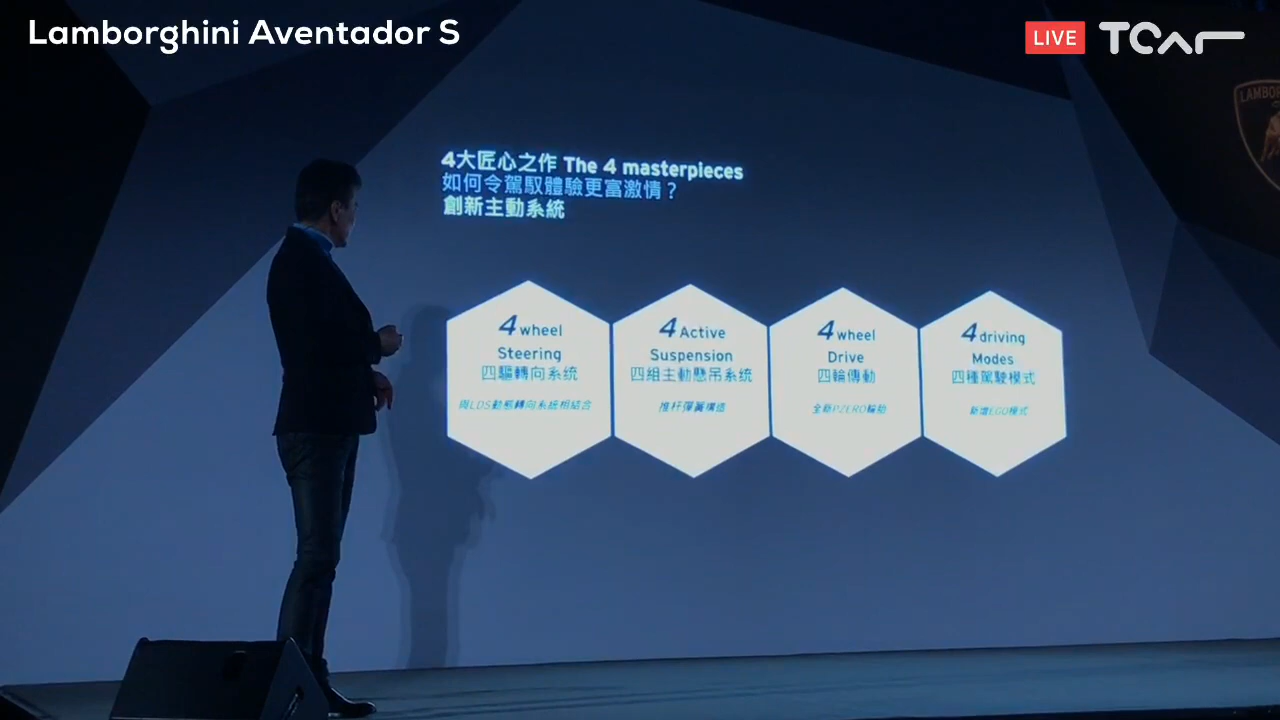 Lamborghini Aventador S
LIVE TCAr
LAMBOR
4大匠心之作 The 4 masterpieces
如何令駕馭體驗更富激情？
創新主動系統
4 wheel
Steering
四驅轉向系統
與LDS動態轉向系統相結合
4 Active
Suspension
四組主動懸吊系統
推杆彈簧構造
4 wheel
Drive
四輪傳動
全新PZERO輪胎
4 driving
Modes
四種駕駛模式
新增EGO模式